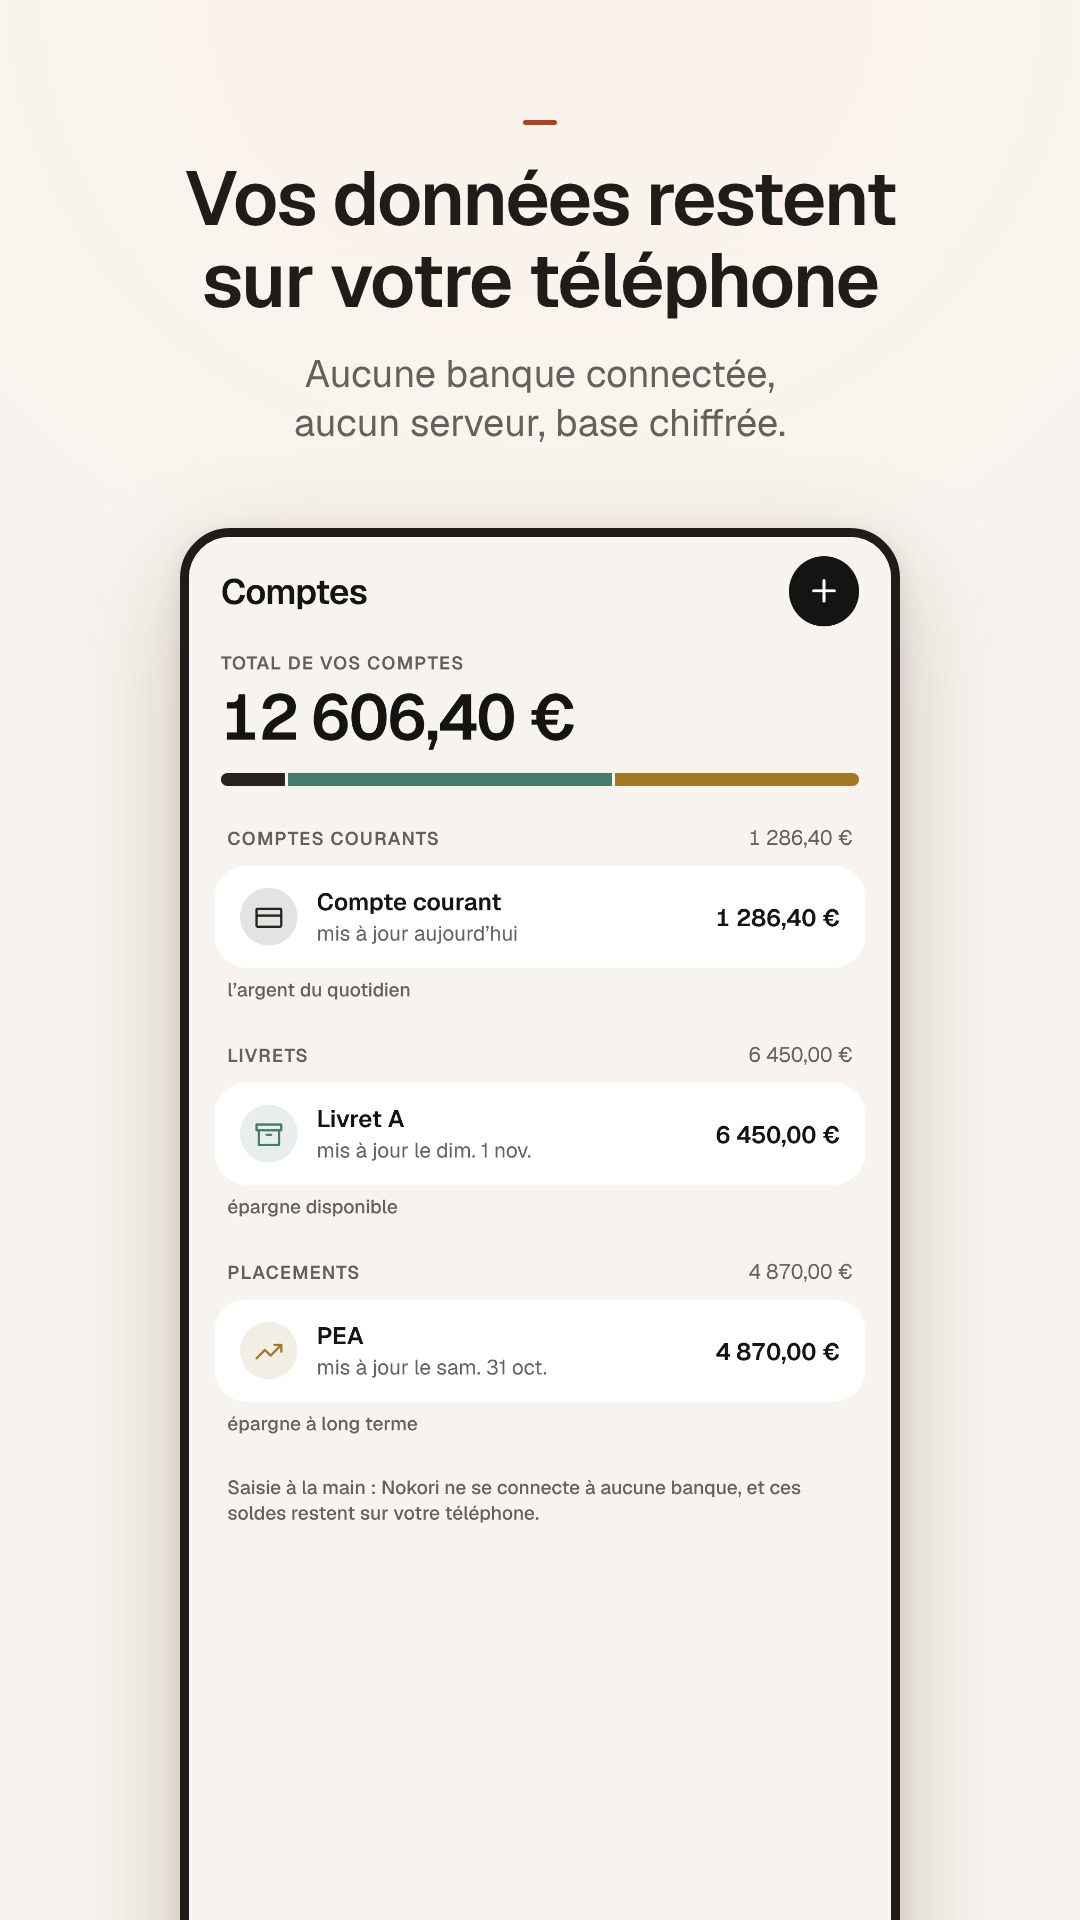 Vos données restent
sur votre téléphone
Aucune banque connectée,
aucun serveur, base chiffrée.
Comptes
TOTAL DE VOS COMPTES
12 606,40 €
COMPTES COURANTS 1 286,40 €
Compte courant
mis à jour aujourd’hui
1 286,40 €
l’argent du quotidien
LIVRETS 6 450,00 €
Livret A
mis à jour le dim. 1 nov.
6 450,00 €
épargne disponible
PLACEMENTS 4 870,00 €
PEA
mis à jour le sam. 31 oct.
4 870,00 €
épargne à long terme
Saisie à la main : Nokori ne se connecte à aucune banque, et ces
soldes restent sur votre téléphone.